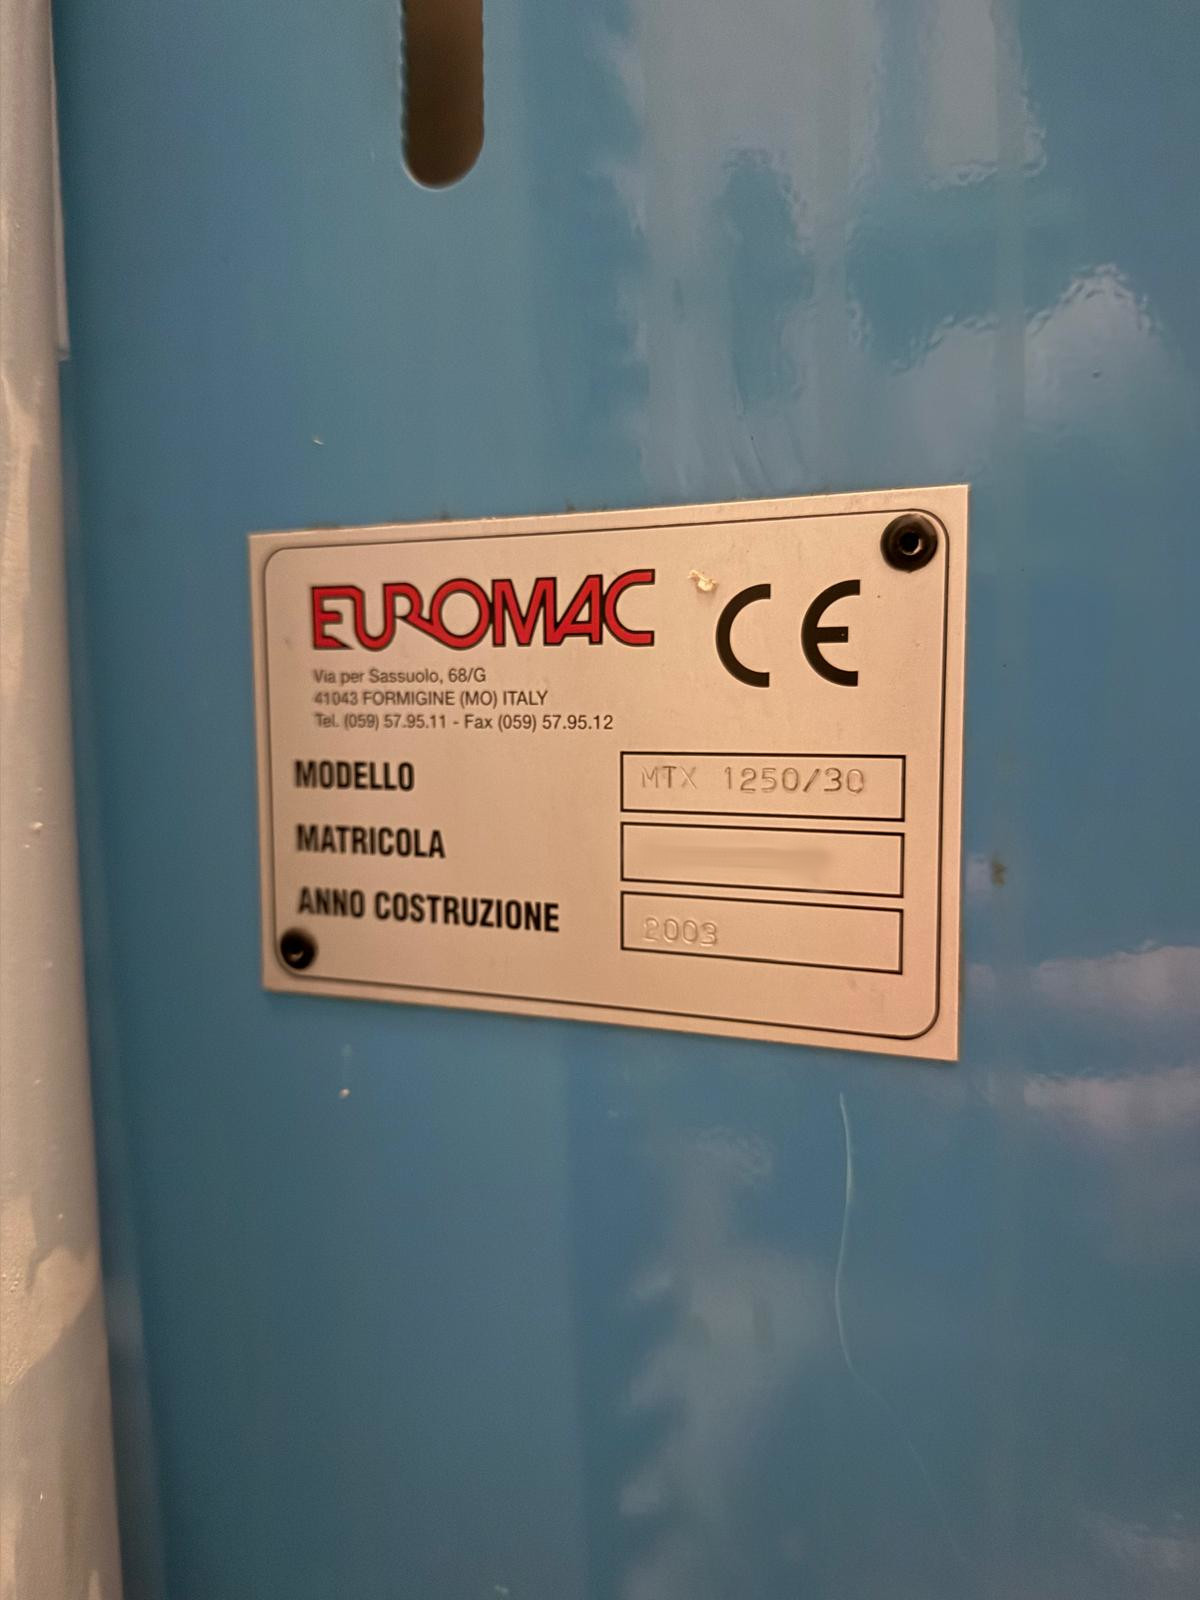 EUROMAC CE
Via per Sassuolo, 68/G
41043 FORMIGINE (MO) ITALY
Tel. (059) 57.95.11 - Fax (059) 57.95.12
MODELLO MTX 1250/30
MATRICOLA
ANNO COSTRUZIONE 2003